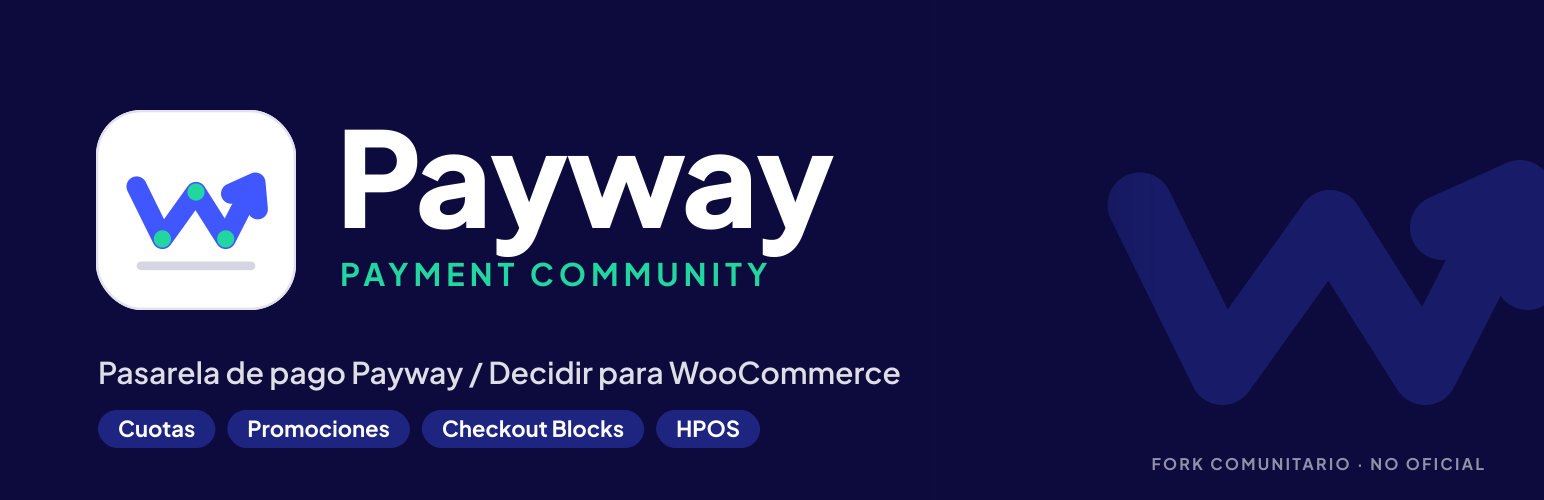 Payway
PAYMENT COMMUNITY
Pasarela de pago Payway / Decidir para WooCommerce
Cuotas Promociones Checkout Blocks HPOS
FORK COMUNITARIO · NO OFICIAL